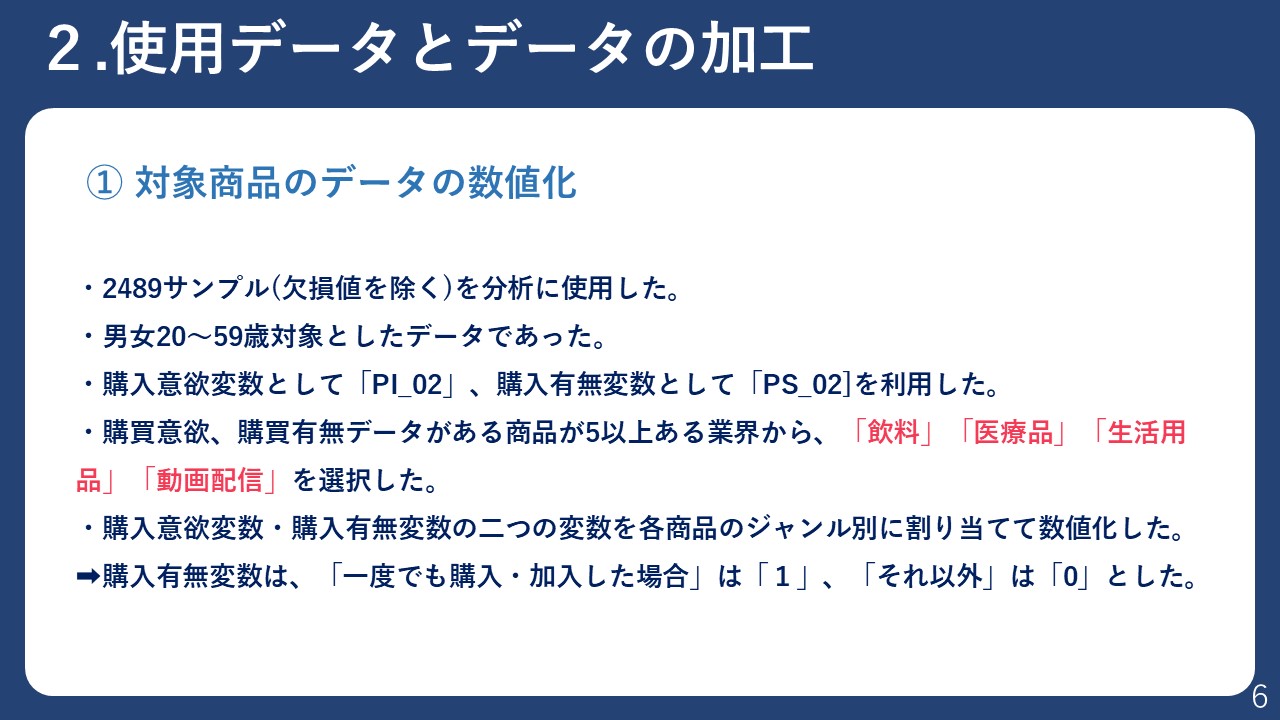 ２.使用データとデータの加工
① 対象商品のデータの数値化
・2489サンプル(欠損値を除く)を分析に使用した。
・男女20～59歳対象としたデータであった。
・購入意欲変数として「PI_02」、購入有無変数として「PS_02]を利用した。
・購買意欲、購買有無データがある商品が5以上ある業界から、「飲料」「医療品」「生活用
品」「動画配信」を選択した。
・購入意欲変数・購入有無変数の二つの変数を各商品のジャンル別に割り当てて数値化した。
➡購入有無変数は、「一度でも購入・加入した場合」は「１」、「それ以外」は「0」とした。
6